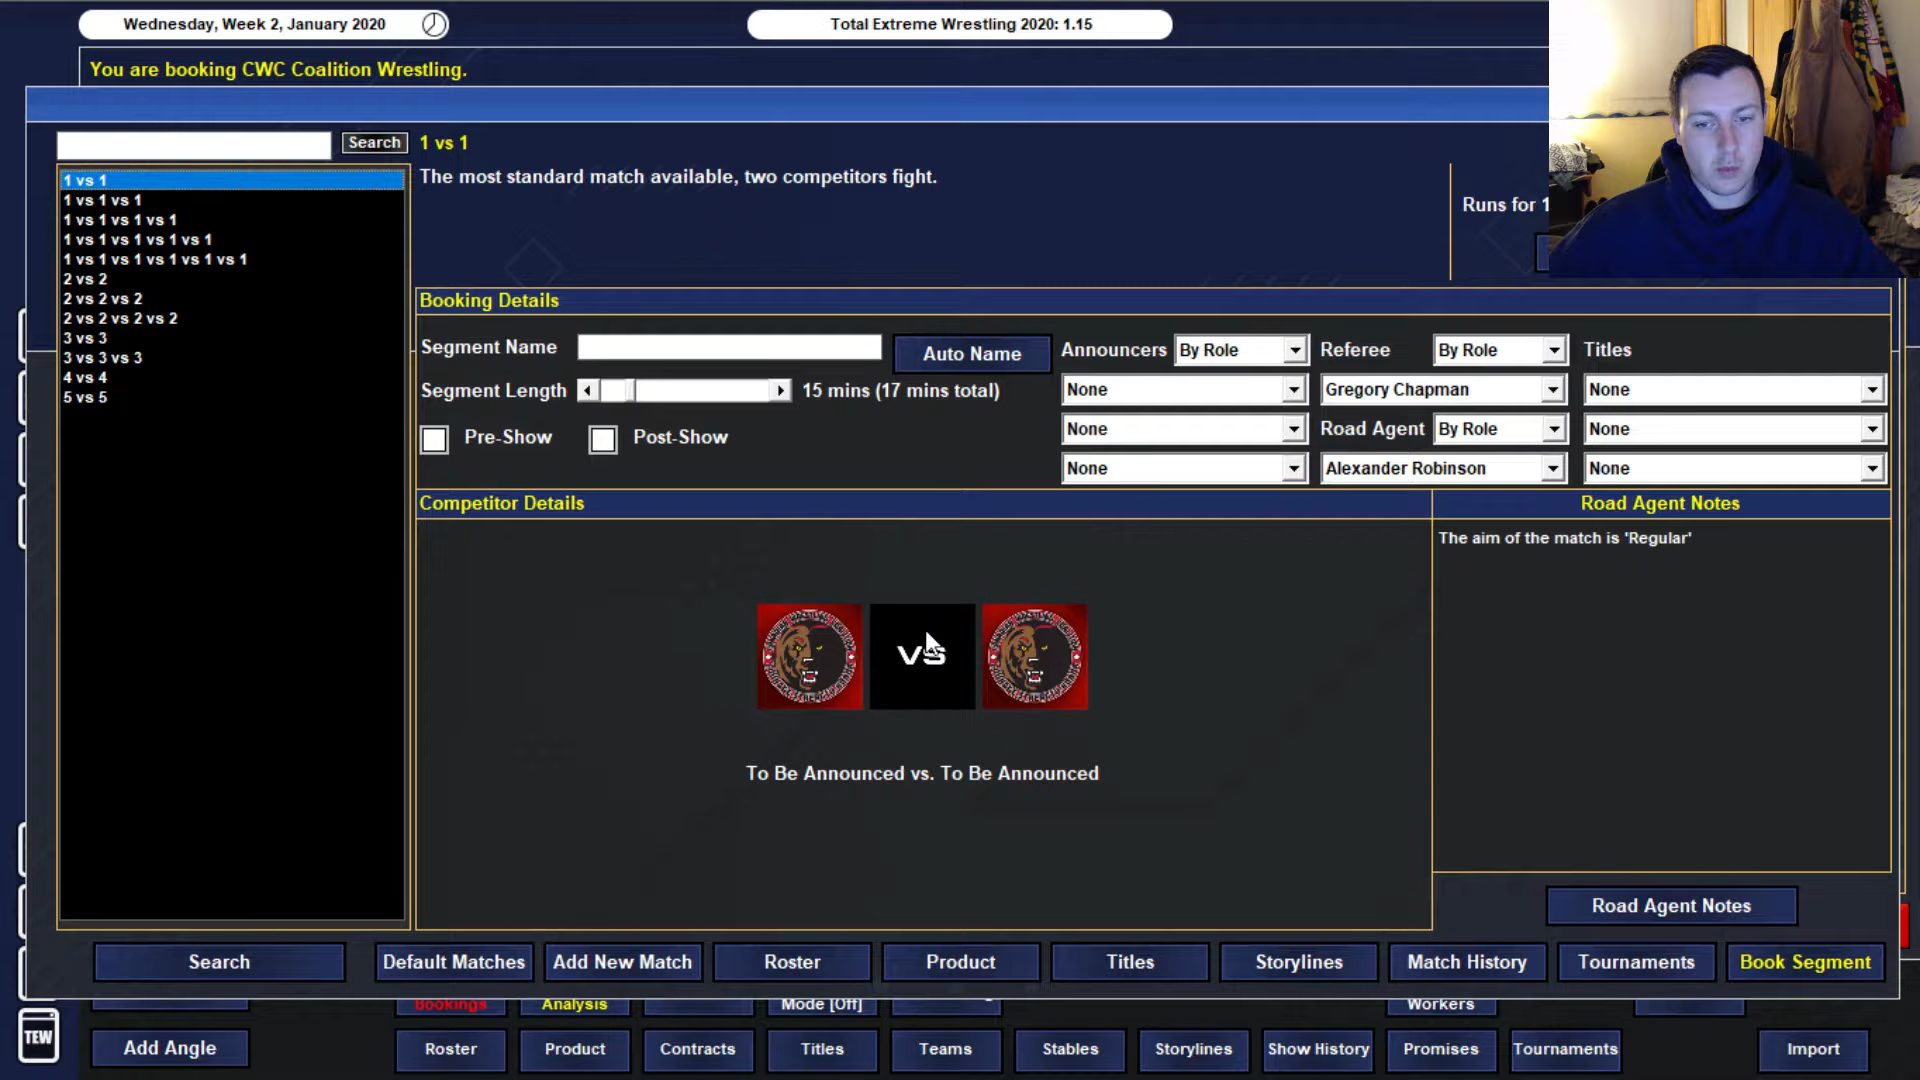 Wednesday, Week 2, January 2020
Total Extreme Wrestling 2020: 1.15
You are booking CWC Coalition Wrestling.
Search
1 vs 1
The most standard match available, two competitors fight.
Runs for 1
1 vs 1
1 vs 1 vs 1
1 vs 1 vs 1 vs 1
1 vs 1 vs 1 vs 1 vs 1
1 vs 1 vs 1 vs 1 vs 1 vs 1
2 vs 2
2 vs 2 vs 2
2 vs 2 vs 2 vs 2
3 vs 3
3 vs 3 vs 3
4 vs 4
5 vs 5
Booking Details
Segment Name
Auto Name
Announcers By Role
Referee By Role
Titles
Segment Length
15 mins (17 mins total)
None
Gregory Chapman
None
Pre-Show
Post-Show
None
Road Agent By Role
None
None
Alexander Robinson
None
Competitor Details
Road Agent Notes
The aim of the match is 'Regular'
VS
To Be Announced vs. To Be Announced
Road Agent Notes
Search
Default Matches
Add New Match
Roster
Product
Titles
Storylines
Match History
Tournaments
Book Segment
Bookings
Analysis
Mode [Off]
Workers
TEW
Add Angle
Roster
Product
Contracts
Titles
Teams
Stables
Storylines
Show History
Promises
Tournaments
Import